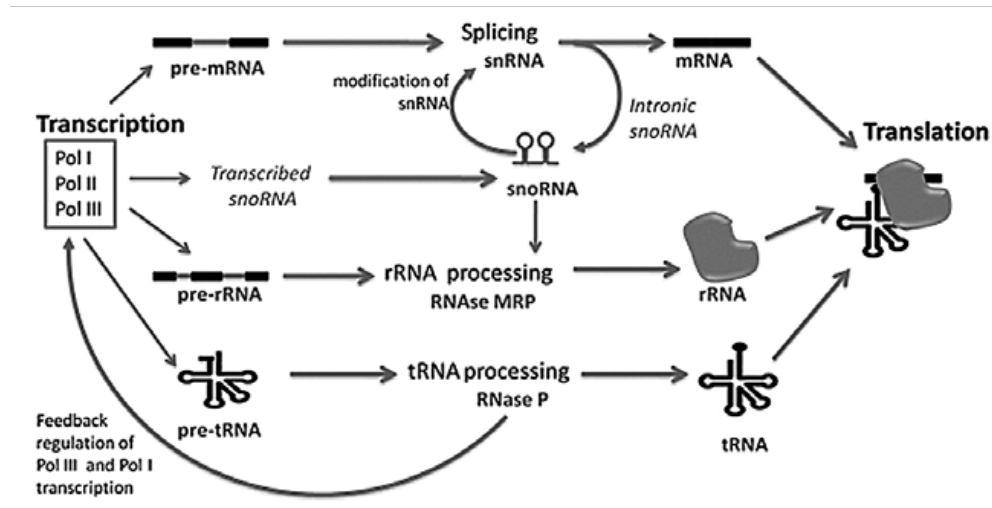 Splicing
snRNA
pre-mRNA
mRNA
modification of
snRNA
Intronic
snoRNA
Transcription
Translation
Pol I
Pol II
Pol III
Transcribed
snoRNA
snoRNA
pre-rRNA
rRNA processing
RNAse MRP
rRNA
tRNA processing
RNase P
pre-tRNA
tRNA
Feedback
regulation of
Pol III and Pol I
transcription